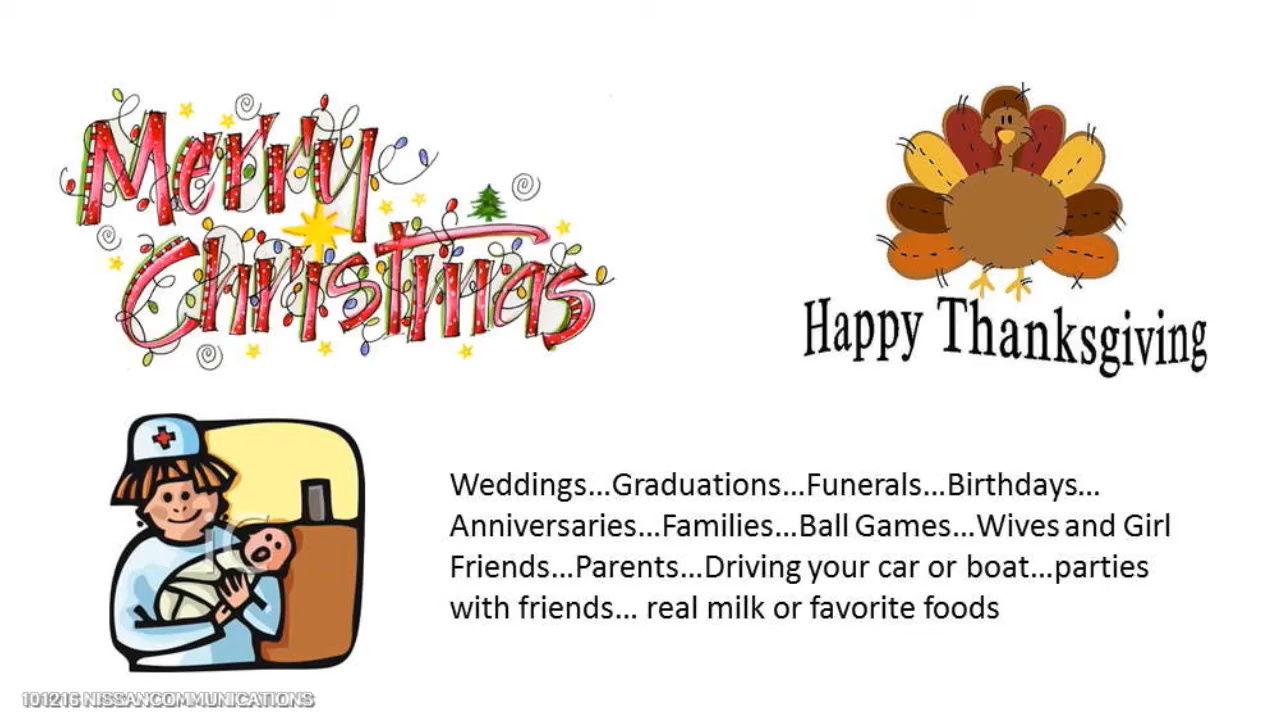 Merry
Christmas
Happy Thanksgiving
Weddings...Graduations...Funerals...Birthdays...
Anniversaries...Families...Ball Games...Wives and Girl
Friends...Parents...Driving your car or boat...parties
with friends... real milk or favorite foods
101216 NISSANCOMMUNICATIONS